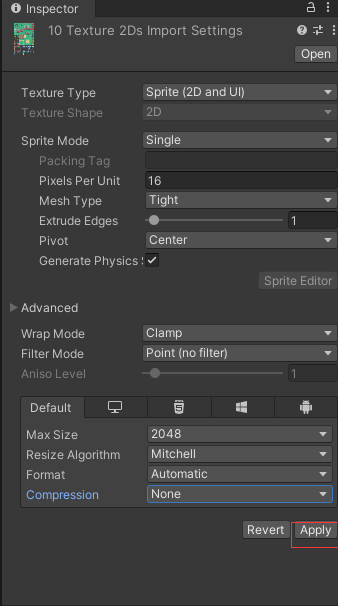 Inspector
10 Texture 2Ds Import Settings
Open
Texture Type Sprite (2D and UI)
Texture Shape 2D
Sprite Mode Single
Packing Tag
Pixels Per Unit 16
Mesh Type Tight
Extrude Edges 1
Pivot Center
Generate Physics S
Sprite Editor
Advanced
Wrap Mode Clamp
Filter Mode Point (no filter)
Aniso Level 1
Default
Max Size 2048
Resize Algorithm Mitchell
Format Automatic
Compression None
Revert Apply